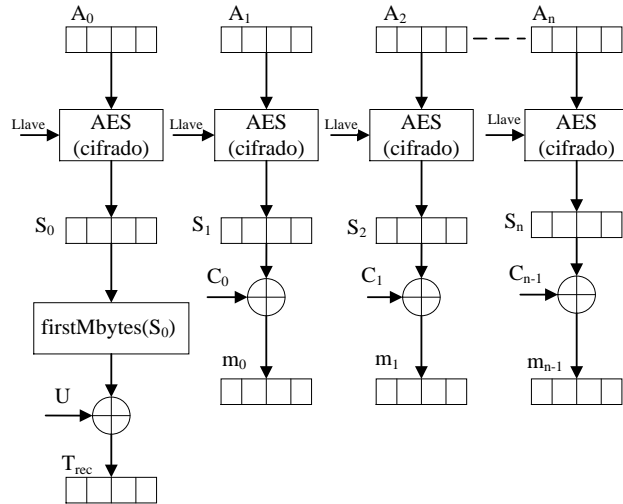 A0 A1 A2 An
Llave AES (cifrado) Llave AES (cifrado) Llave AES (cifrado) Llave AES (cifrado)
S0 S1 S2 Sn
C0 C1 Cn-1
firstMbytes(S0)
m0 m1 mn-1
U
Trec